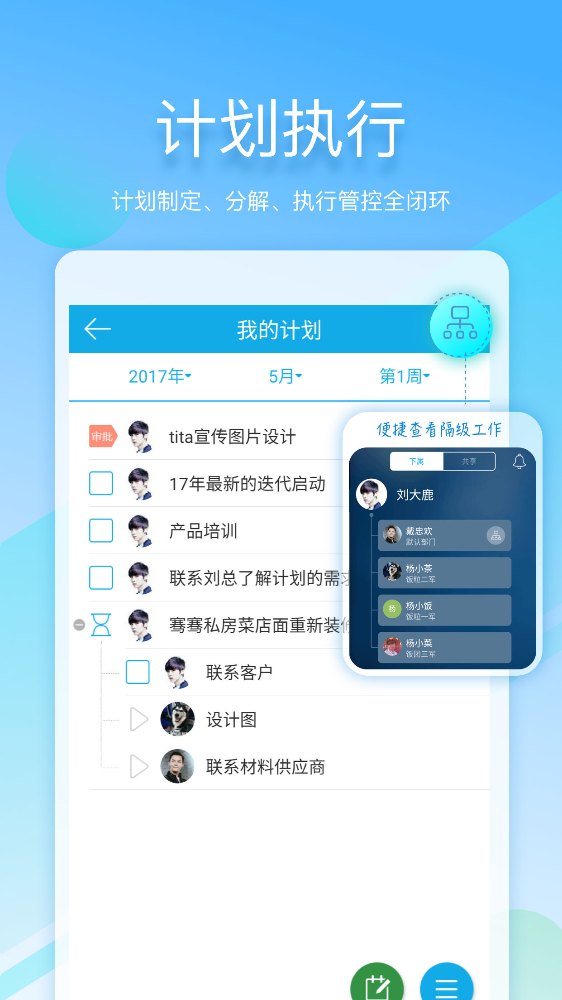 计划执行
计划制定、分解、执行管控全闭环
我的计划
2017年 5月 第1周
便捷查看隔级工作
审批 tita宣传图片设计
17年最新的迭代启动
产品培训
联系刘总了解计划的需
骞骞私房菜店面重新装
联系客户
设计图
联系材料供应商
下属 共享
刘大鹿
戴忠欢
默认部门
杨小茶
饭粒二军
杨 杨小饭
饭粒一军
杨小菜
饭团三军